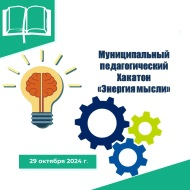 Муниципальный
педагогический
Хакатон
«Энергия мысли»
29 октября 2024 г.